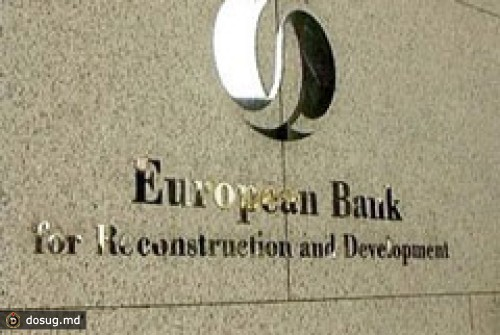 European Bank
for Reconstruction and Development
dosug.md